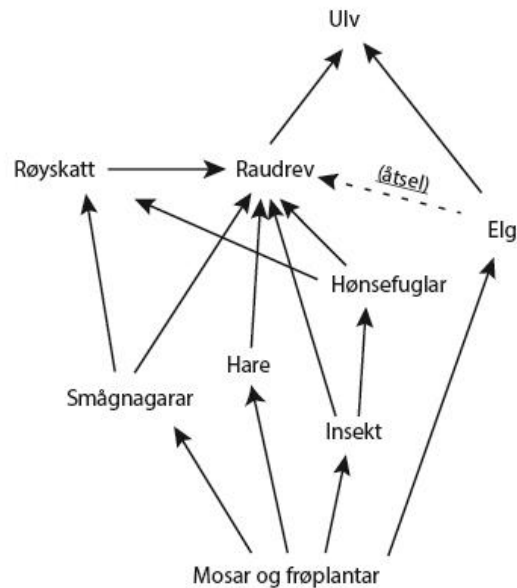 Ulv
Røyskatt
Raudrev
(åtsel)
Elg
Hønsefuglar
Hare
Smågnagarar
Insekt
Mosar og frøplantar